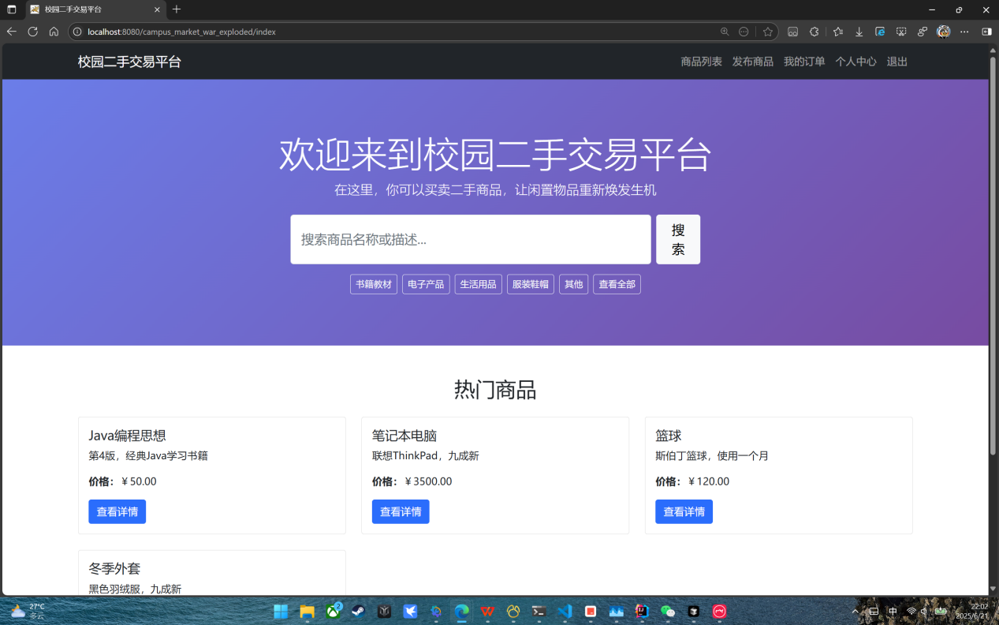 校园二手交易平台
localhost:8080/campus_market_war_exploded/index
校园二手交易平台
商品列表 发布商品 我的订单 个人中心 退出
欢迎来到校园二手交易平台
在这里，你可以买卖二手商品，让闲置物品重新焕发生机
搜索商品名称或描述...
搜
索
书籍教材 电子产品 生活用品 服装鞋帽 其他 查看全部
热门商品
Java编程思想
第4版，经典Java学习书籍
价格：￥50.00
查看详情
笔记本电脑
联想ThinkPad，九成新
价格：￥3500.00
查看详情
篮球
斯伯丁篮球，使用一个月
价格：￥120.00
查看详情
冬季外套
黑色羽绒服，九成新
27°C
多云
2
中
22:02
2025/6/21